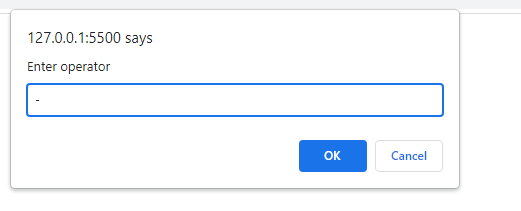 127.0.0.1:5500 says
Enter operator
-
OK Cancel